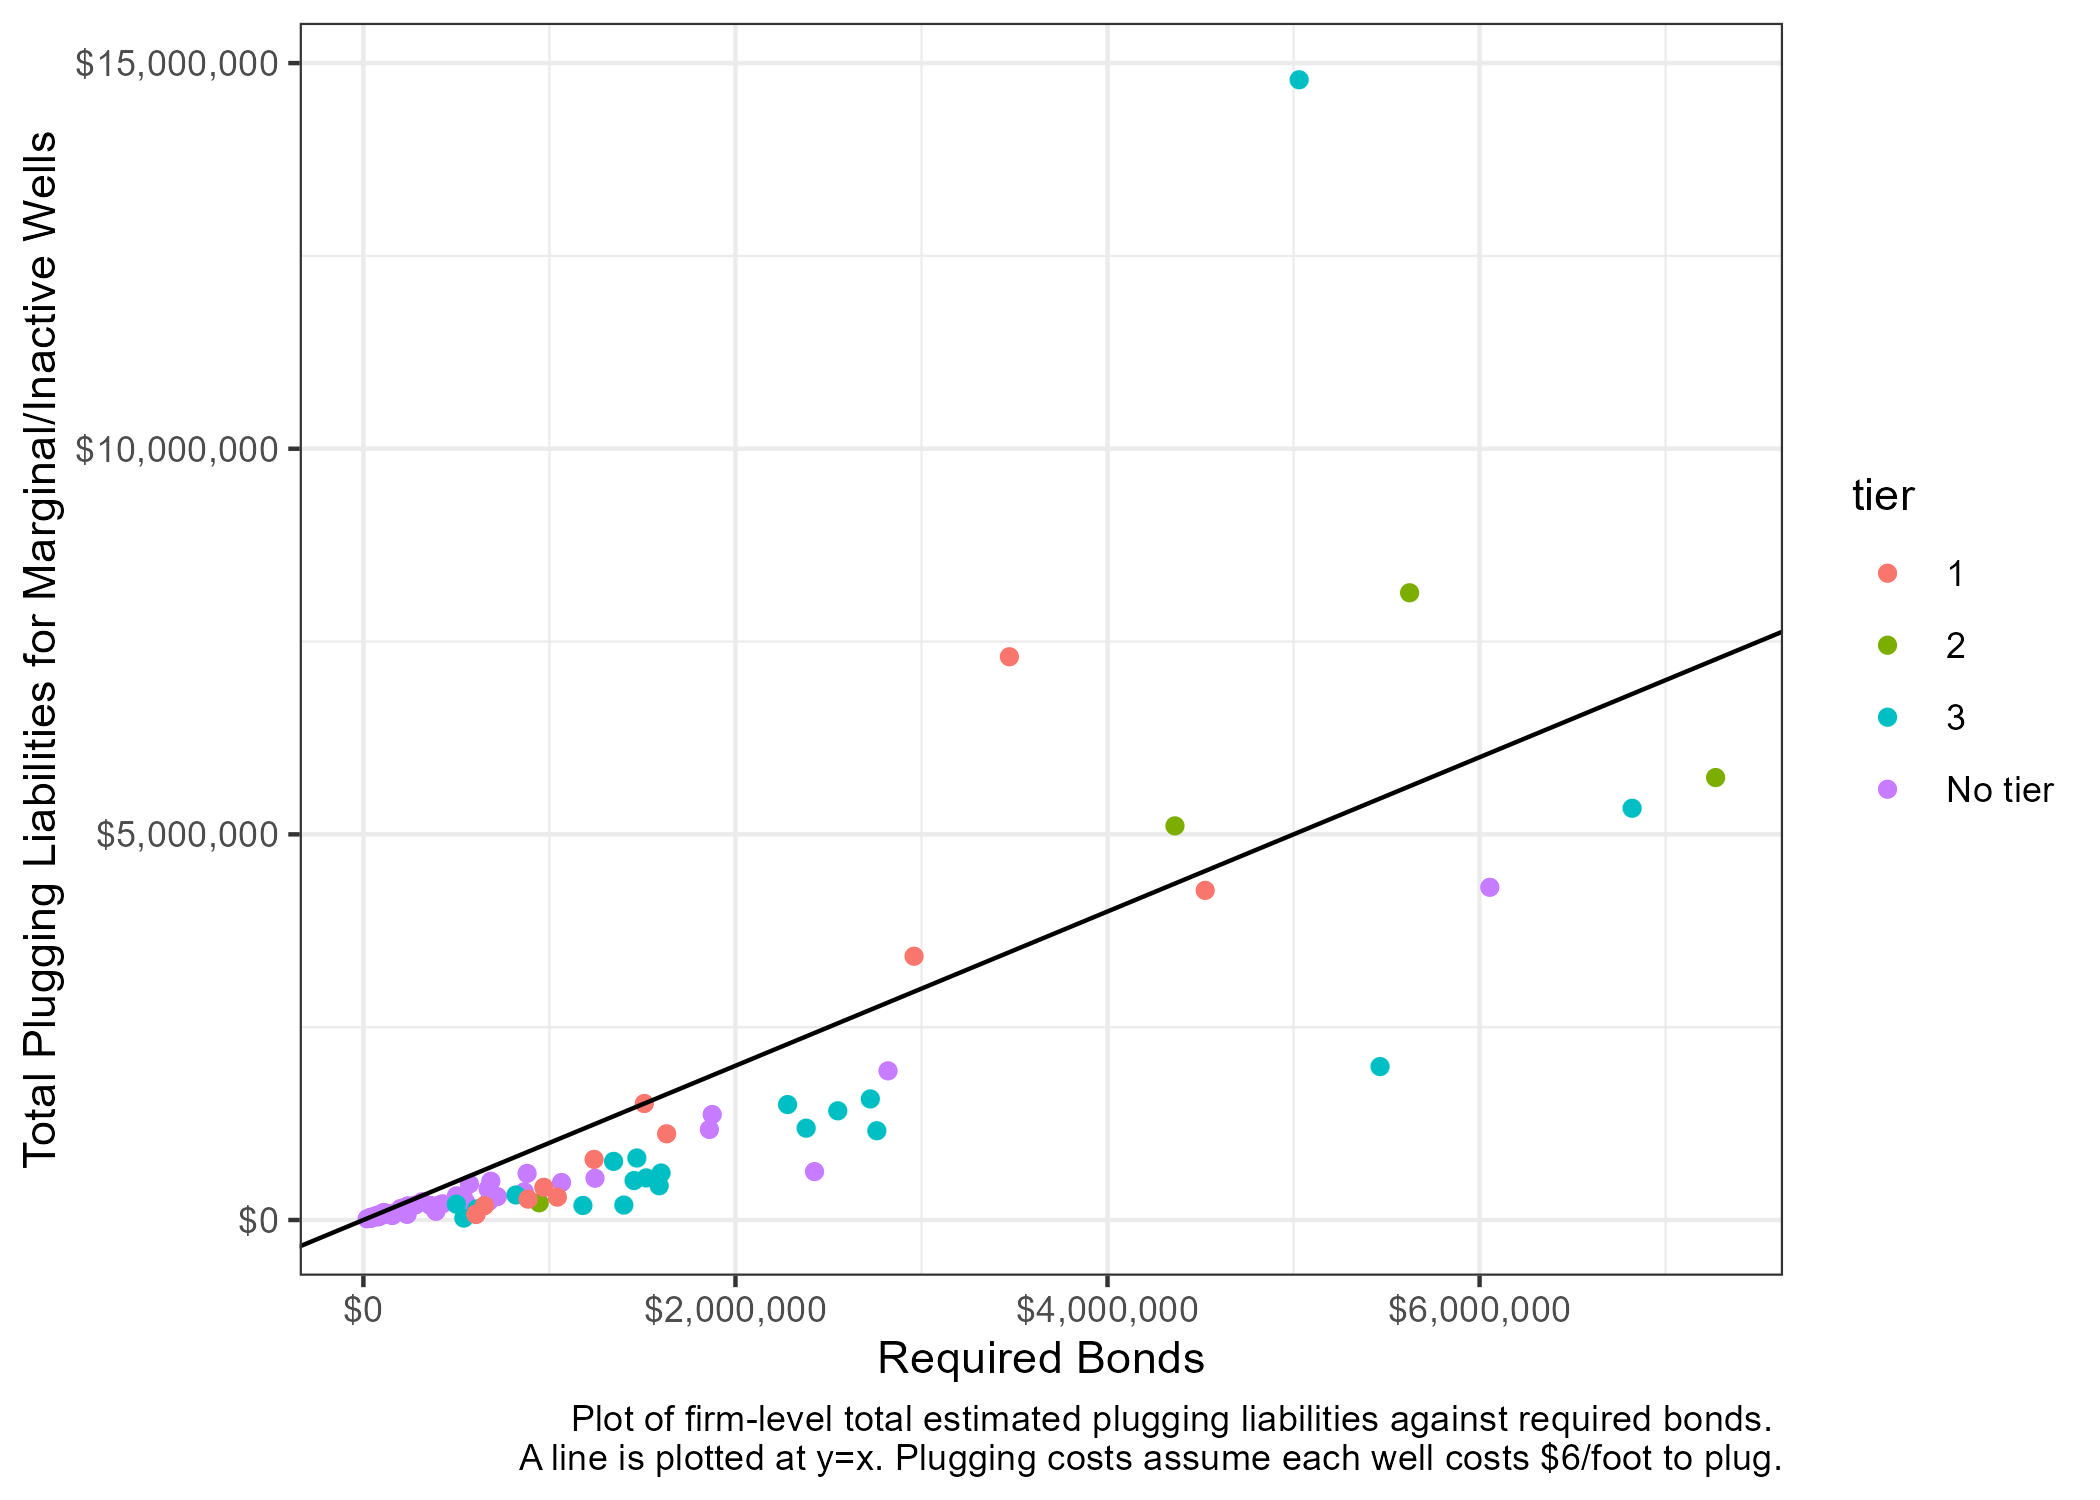 Total Plugging Liabilities for Marginal/Inactive Wells
$15,000,000
$10,000,000
$5,000,000
$0
$0
$2,000,000
$4,000,000
$6,000,000
Required Bonds
tier
1
2
3
No tier
Plot of firm-level total estimated plugging liabilities against required bonds.
A line is plotted at y=x. Plugging costs assume each well costs $6/foot to plug.